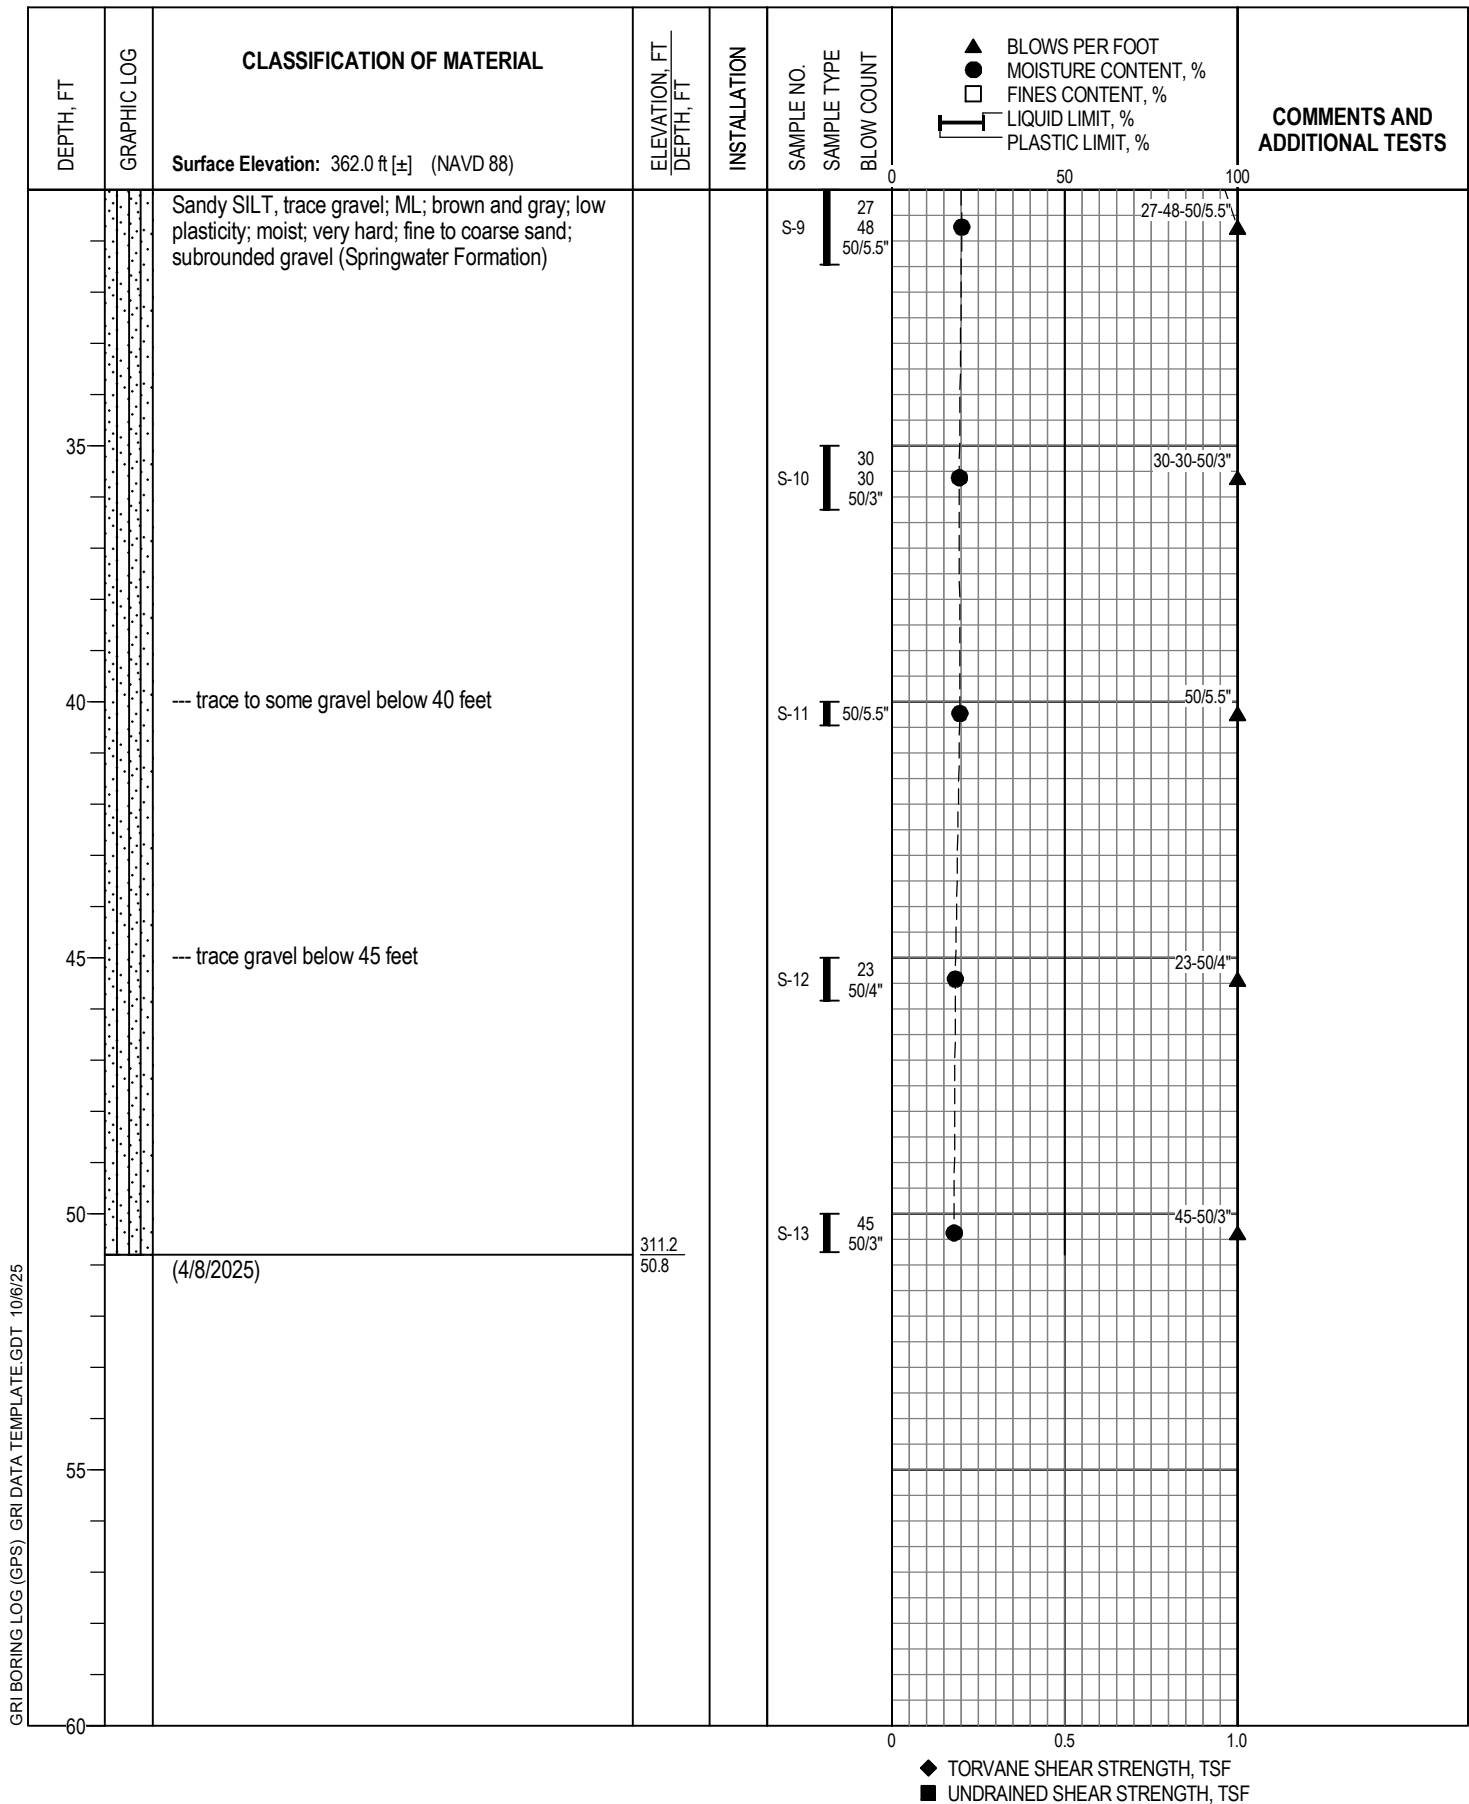 DEPTH, FT
GRAPHIC LOG
CLASSIFICATION OF MATERIAL
Surface Elevation: 362.0 ft [±] (NAVD 88)
ELEVATION, FT
DEPTH, FT
INSTALLATION
SAMPLE NO.
SAMPLE TYPE
BLOW COUNT
BLOWS PER FOOT
MOISTURE CONTENT, %
FINES CONTENT, %
LIQUID LIMIT, %
PLASTIC LIMIT, %
0 50 100
COMMENTS AND
ADDITIONAL TESTS
Sandy SILT, trace gravel; ML; brown and gray; low
plasticity; moist; very hard; fine to coarse sand;
subrounded gravel (Springwater Formation)
S-9
27
48
50/5.5"
27-48-50/5.5"
35
S-10
30
30
50/3"
30-30-50/3"
40
--- trace to some gravel below 40 feet
S-11
50/5.5"
50/5.5"
45
--- trace gravel below 45 feet
S-12
23
50/4"
23-50/4"
50
S-13
45
50/3"
45-50/3"
311.2
50.8
(4/8/2025)
55
60
0 0.5 1.0
TORVANE SHEAR STRENGTH, TSF
UNDRAINED SHEAR STRENGTH, TSF
GRI BORING LOG (GPS) GRI DATA TEMPLATE.GDT 10/6/25